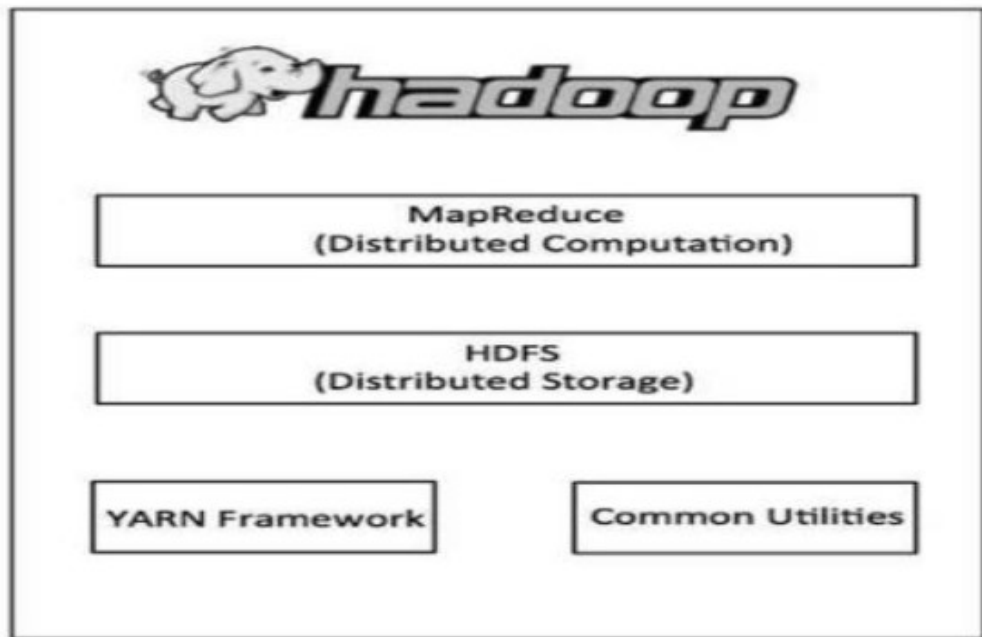 hadoop
MapReduce
(Distributed Computation)
HDFS
(Distributed Storage)
YARN Framework
Common Utilities